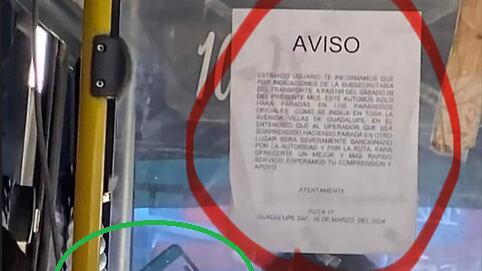 10
AVISO
ESTIMADO USUARIO TE INFORMAMOS QUE
POR INDICACIONES DE LA SUBSECRETARIA
DEL TRANSPORTE, A PARTIR DEL SABADO 09
DEL PRESENTE MES, ESTE AUTOBUS SOLO
HARA PARADAS EN LOS PARADEROS
OFICIALES COMO SE INDICA EN TODA LA
AVENIDA VILLAS DE GUADALUPE, EN EL
ENTENDIDO QUE AL OPERADOR QUE SEA
SORPRENDIDO HACIENDO PARADA EN OTRO
LUGAR SERA SEVERAMENTE SANCIONADO
POR LA AUTORIDAD Y POR LA RUTA, PARA
OFRECERTE UN MEJOR Y MAS RAPIDO
SERVICIO ESPERAMOS TU COMPRENSION Y
APOYO
ATENTAMENTE
RUTA 17
GUADALUPE ZAC. 06 DE MARZO DEL 2024